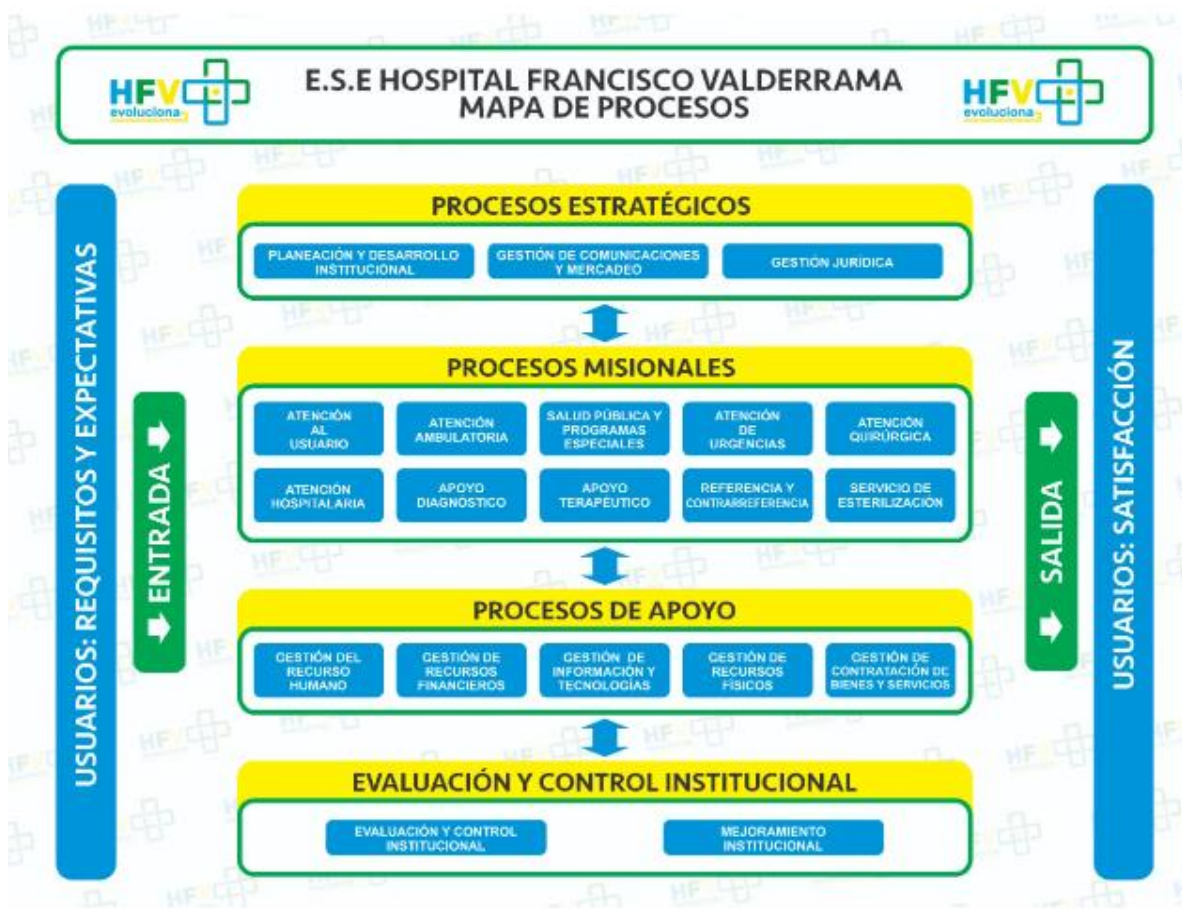 HFV
evoluciona
E.S.E HOSPITAL FRANCISCO VALDERRAMA
MAPA DE PROCESOS
HFV
evoluciona
USUARIOS: REQUISITOS Y EXPECTATIVAS
ENTRADA
PROCESOS ESTRATÉGICOS
PLANEACIÓN Y DESARROLLO
INSTITUCIONAL
GESTIÓN DE COMUNICACIONES
Y MERCADEO
GESTIÓN JURÍDICA
PROCESOS MISIONALES
ATENCIÓN
AL
USUARIO
ATENCIÓN
AMBULATORIA
SALUD PÚBLICA Y
PROGRAMAS
ESPECIALES
ATENCIÓN
DE
URGENCIAS
ATENCIÓN
QUIRÚRGICA
ATENCIÓN
HOSPITALARIA
APOYO
DIAGNÓSTICO
APOYO
TERAPÉUTICO
REFERENCIA Y
CONTRARREFERENCIA
SERVICIO DE
ESTERILIZACIÓN
PROCESOS DE APOYO
GESTIÓN DEL
RECURSO
HUMANO
GESTIÓN DE
RECURSOS
FINANCIEROS
GESTIÓN DE
INFORMACIÓN Y
TECNOLOGÍAS
GESTIÓN DE
RECURSOS
FÍSICOS
GESTIÓN DE
CONTRATACIÓN DE
BIENES Y SERVICIOS
EVALUACIÓN Y CONTROL INSTITUCIONAL
EVALUACIÓN Y CONTROL
INSTITUCIONAL
MEJORAMIENTO
INSTITUCIONAL
SALIDA
USUARIOS: SATISFACCCIÓN